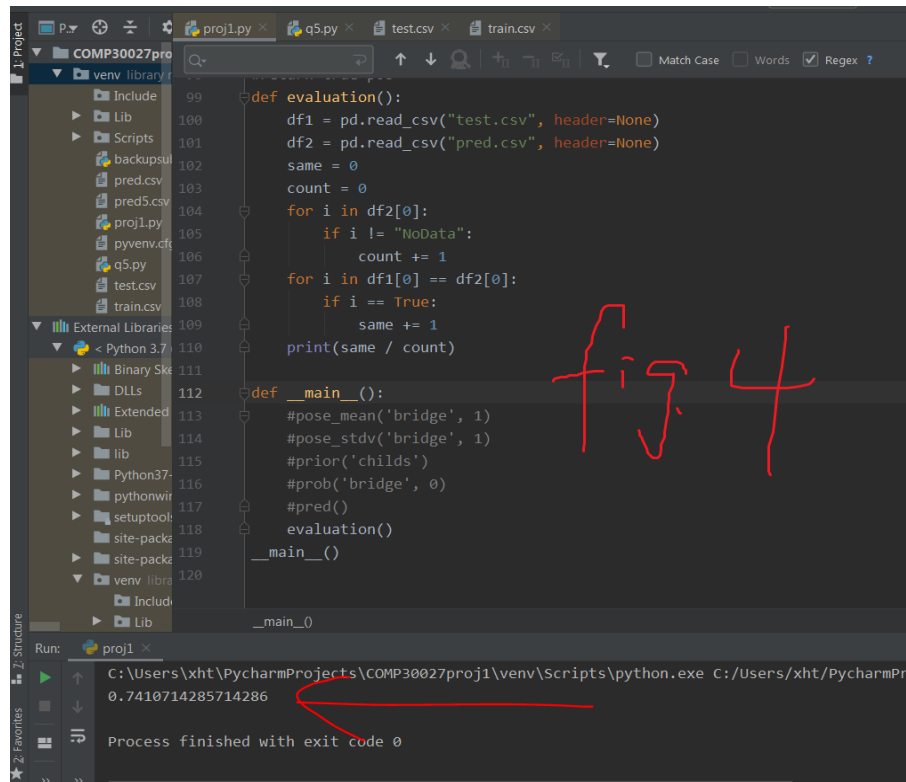 1: Project
P..
proj1.py
q5.py
test.csv
train.csv
COMP30027pro
venv library
Include
Lib
Scripts
backupsul
pred.csv
pred5.csv
proj1.py
pyvenv.cfg
q5.py
test.csv
train.csv
External Libraries
< Python 3.7
Binary Ske
DLLs
Extended
Lib
lib
Python37-
pythonwin
setuptools
site-packa
site-packa
venv libra
Include
Lib
Q-
Match Case
Words
Regex ?
99 def evaluation():
100 df1 = pd.read_csv("test.csv", header=None)
101 df2 = pd.read_csv("pred.csv", header=None)
102 same = 0
103 count = 0
104 for i in df2[0]:
105 if i != "NoData":
106 count += 1
107 for i in df1[0] == df2[0]:
108 if i == True:
109 same += 1
110 print(same / count)
111
112 def __main__():
113 #pose_mean('bridge', 1)
114 #pose_stdv('bridge', 1)
115 #prior('childs')
116 #prob('bridge', 0)
117 #pred()
118 evaluation()
119 __main__()
120
fig.4
__main__()
Run: proj1
C:\Users\xht\PycharmProjects\COMP30027proj1\venv\Scripts\python.exe C:/Users/xht/PycharmPr
0.7410714285714286
Process finished with exit code 0
7: Structure
2: Favorites